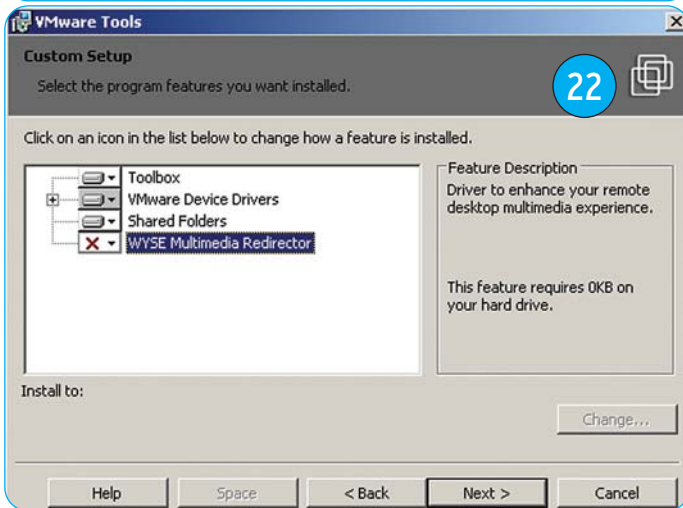 VMware Tools
Custom Setup
Select the program features you want installed.
22
Click on an icon in the list below to change how a feature is installed.
Toolbox
VMware Device Drivers
Shared Folders
WYSE Multimedia Redirector
Feature Description
Driver to enhance your remote
desktop multimedia experience.
This feature requires 0KB on
your hard drive.
Install to:
Change...
Help
Space
< Back
Next >
Cancel